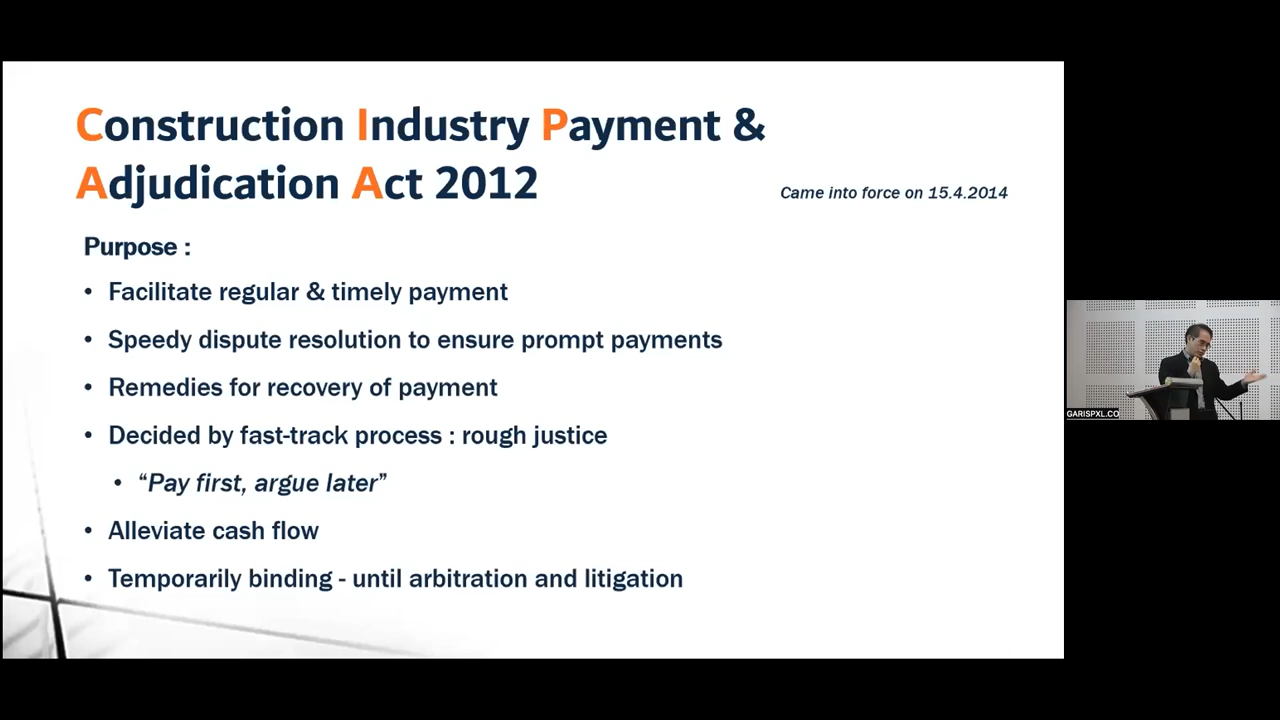 Construction Industry Payment &
Adjudication Act 2012
Came into force on 15.4.2014
Purpose :
• Facilitate regular & timely payment
• Speedy dispute resolution to ensure prompt payments
• Remedies for recovery of payment
• Decided by fast-track process : rough justice
• “Pay first, argue later”
• Alleviate cash flow
• Temporarily binding - until arbitration and litigation
GARISPXL.CO